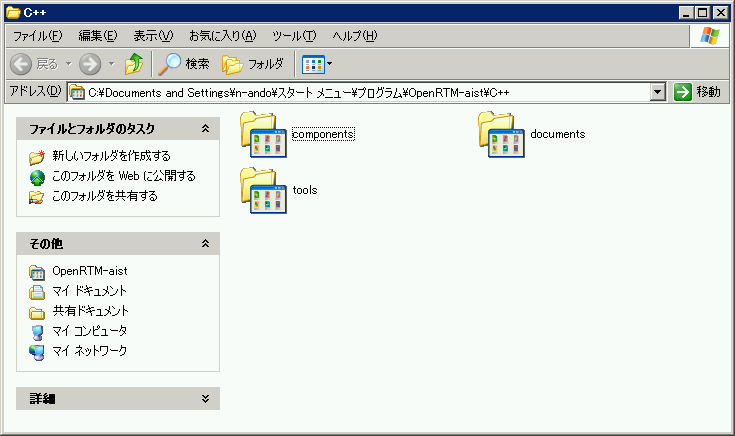 C++
ファイル(F) 編集(E) 表示(V) お気に入り(A) ツール(T) ヘルプ(H)
戻る 検索 フォルダ
アドレス(D) C:¥Documents and Settings¥n-ando¥スタート メニュー¥プログラム¥OpenRTM-aist¥C++ 移動
ファイルとフォルダのタスク
新しいフォルダを作成する
このフォルダを Web に公開する
このフォルダを共有する
その他
OpenRTM-aist
マイ ドキュメント
共有ドキュメント
マイ コンピュータ
マイ ネットワーク
詳細
components
documents
tools